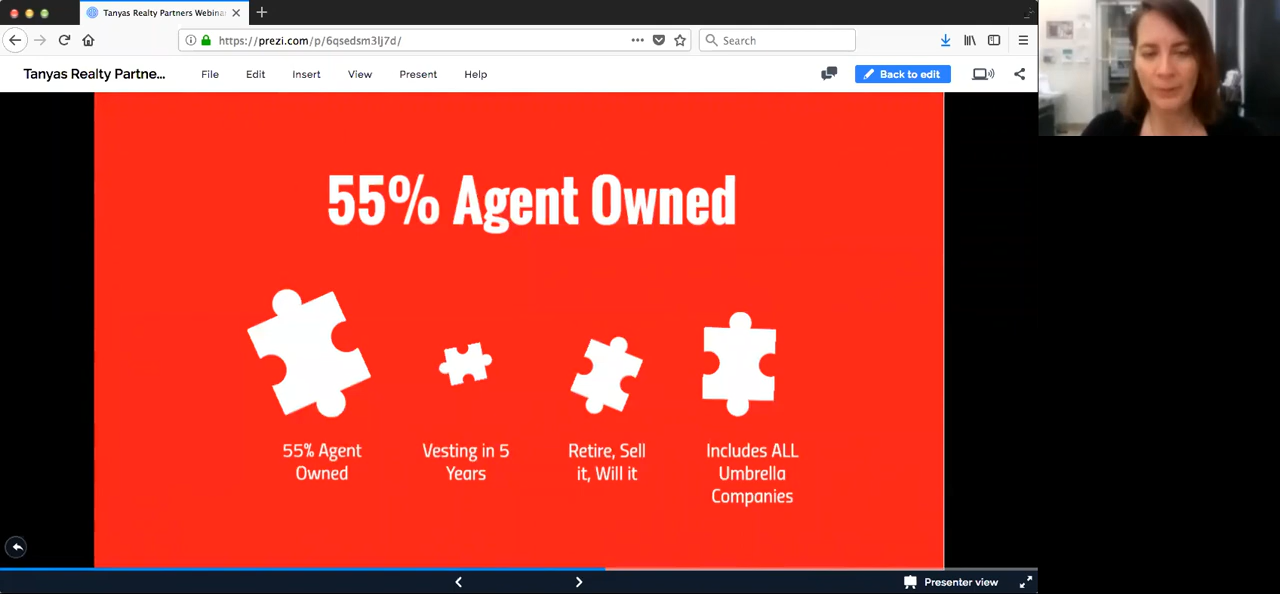 Tanyas Realty Partners Webinar
https://prezi.com/p/6qsedsm3lj7d/
Search
Tanyas Realty Partne...
File
Edit
Insert
View
Present
Help
Back to edit
55% Agent Owned
55% Agent
Owned
Vesting in 5
Years
Retire, Sell
it, Will it
Includes ALL
Umbrella
Companies
Presenter view